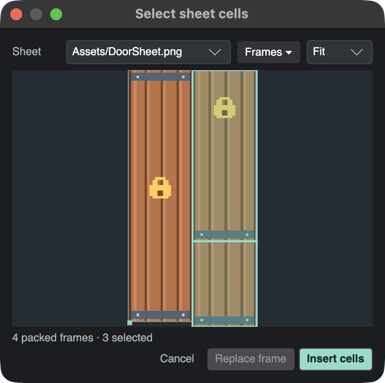 Select sheet cells
Sheet Assets/DoorSheet.png Frames Fit
4 packed frames · 3 selected
Cancel Replace frame Insert cells